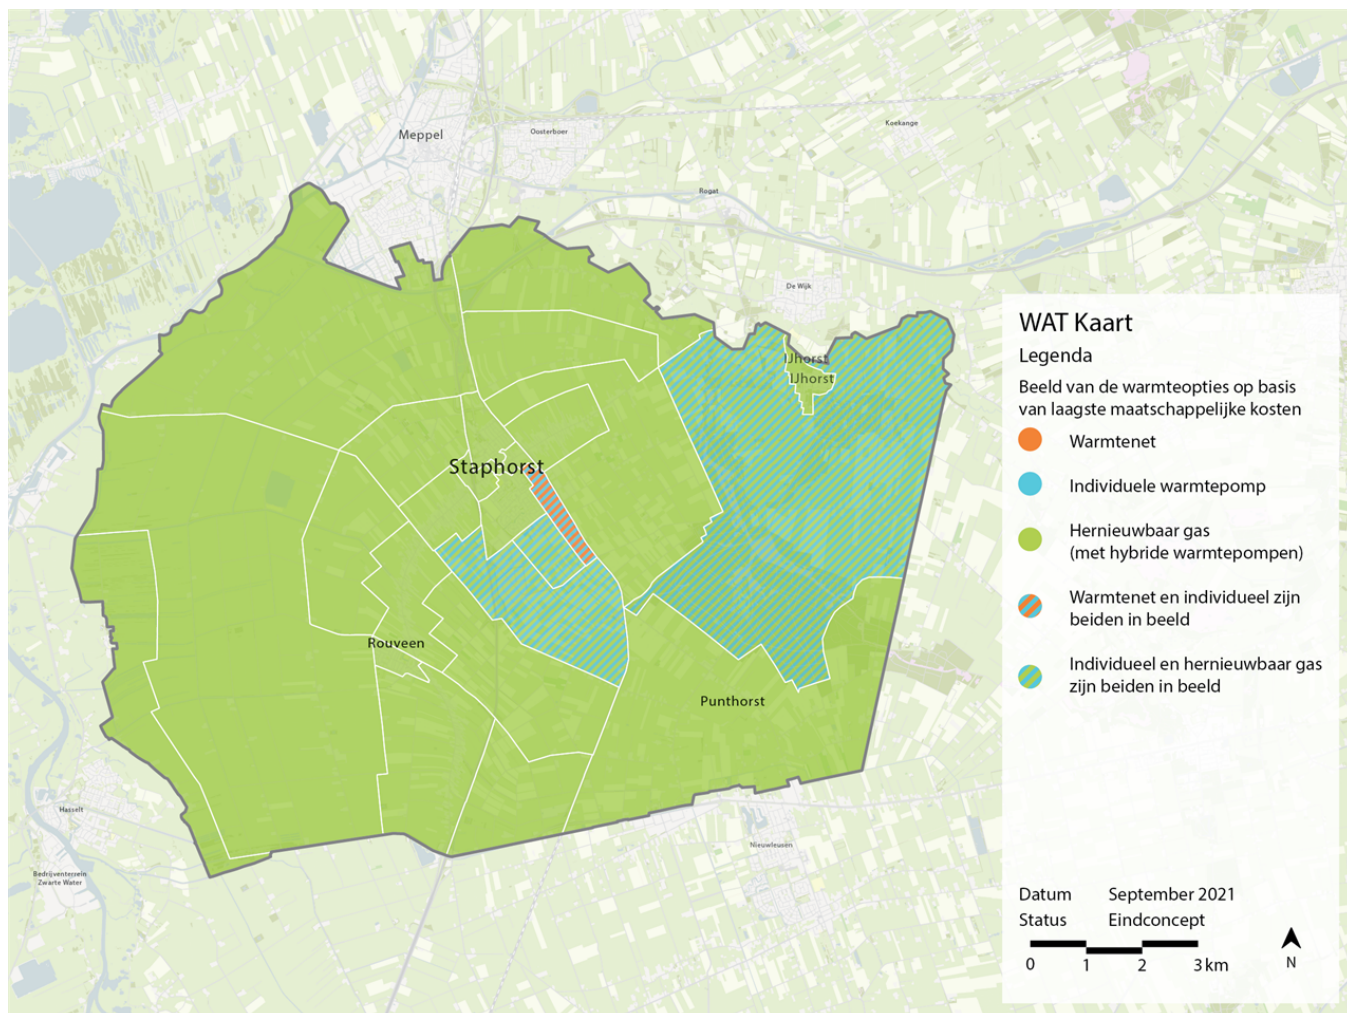 Meppel
Oosterboer
Koekange
Rogat
De Wijk
IJhorst
IJhorst
Staphorst
Rouveen
Punthorst
Hasselt
Nieuwleusen
Bedrijventerrein
Zwarte Water
WAT Kaart
Legenda
Beeld van de warmteopties op basis
van laagste maatschappelijke kosten
Warmtenet
Individuele warmtepomp
Hernieuwbaar gas
(met hybride warmtepompen)
Warmtenet en individueel zijn
beiden in beeld
Individueel en hernieuwbaar gas
zijn beiden in beeld
Datum September 2021
Status Eindconcept
0 1 2 3 km
N